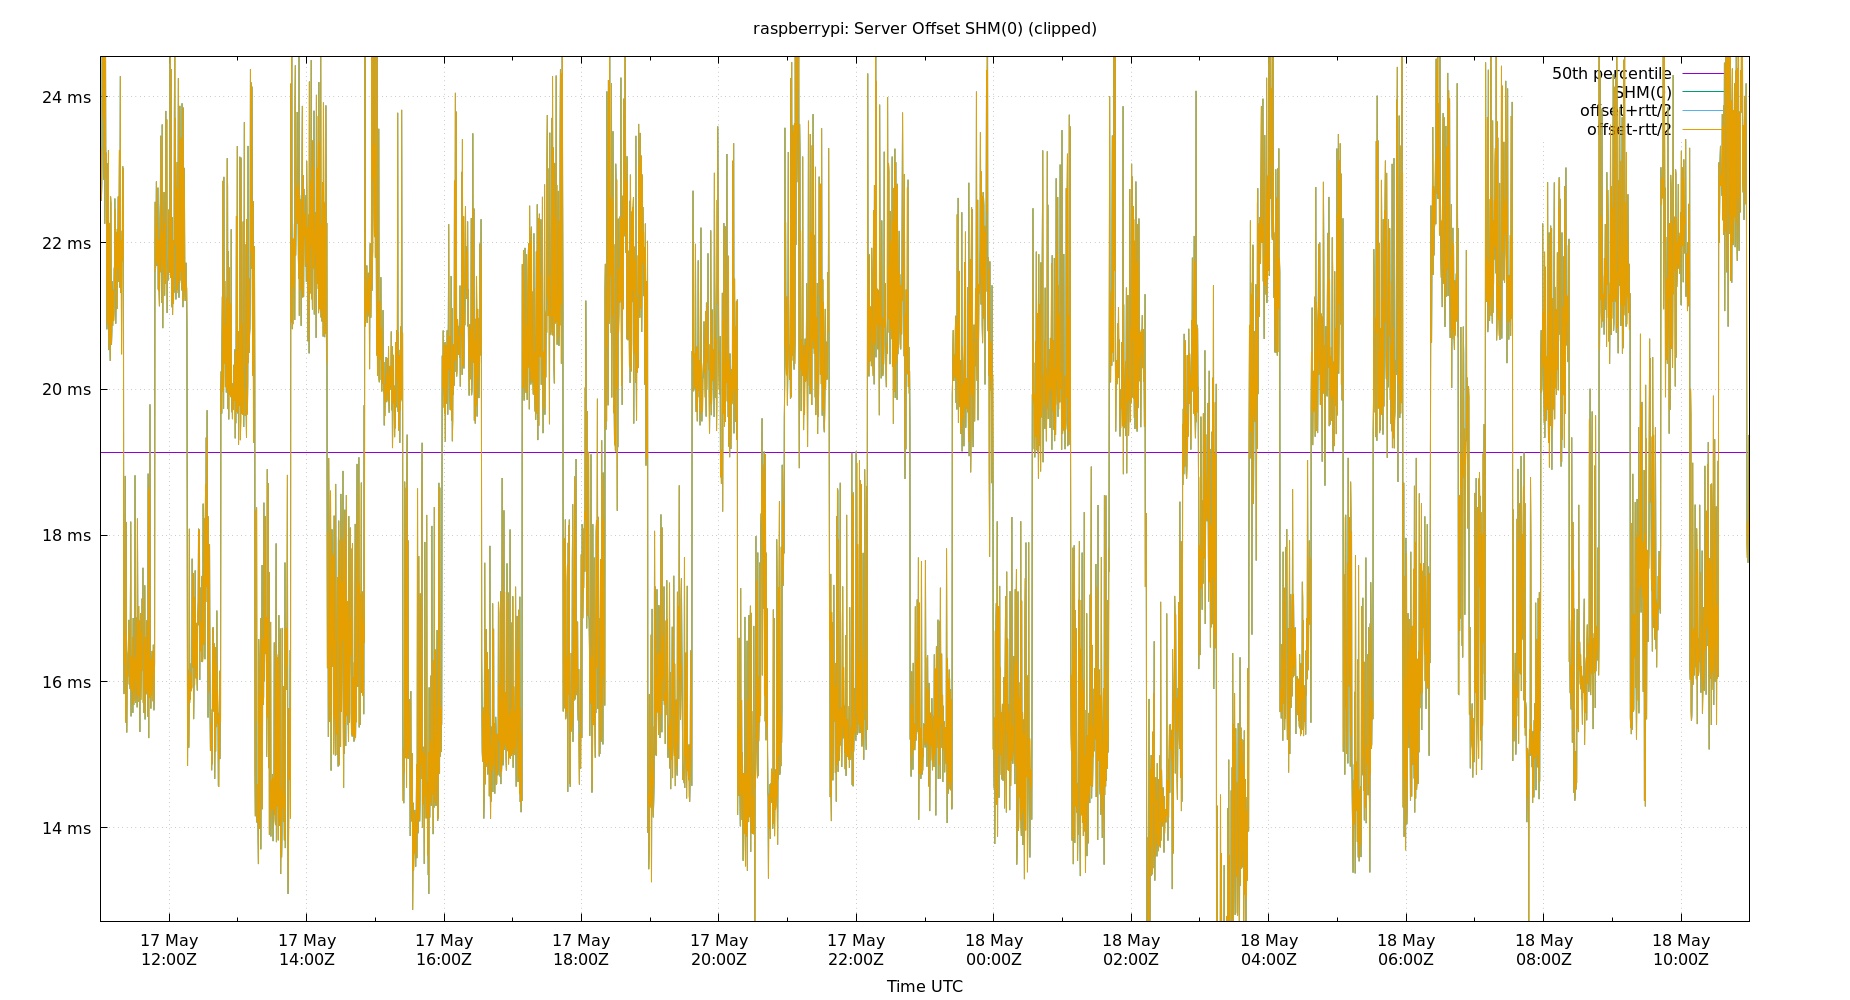 raspberrypi: Server Offset SHM(0) (clipped)
50th percentile
SHM(0)
offset+rtt/2
offset-rtt/2
24 ms
22 ms
20 ms
18 ms
16 ms
14 ms
17 May 17 May 17 May 17 May 17 May 17 May 18 May 18 May 18 May 18 May 18 May 18 May
12:00Z 14:00Z 16:00Z 18:00Z 20:00Z 22:00Z 00:00Z 02:00Z 04:00Z 06:00Z 08:00Z 10:00Z
Time UTC